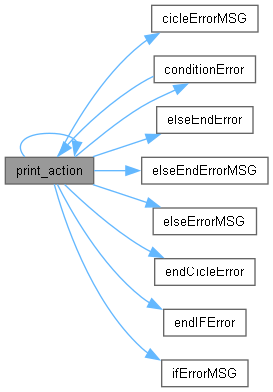 cicleErrorMSG
conditionError
elseEndError
print_action
elseEndErrorMSG
elseErrorMSG
endCicleError
endIFError
ifErrorMSG